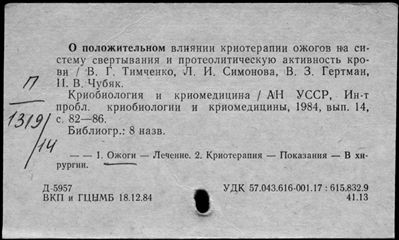 О положительном влиянии криотерапии ожогов на си-
стему свертывания и протеолитическую активность кро-
ви / В. Г. Тимченко, Л. И. Симонова, В. З. Гертман,
И. В. Чубяк.
Криобиология и криомедицина / АН УССР, Ин-т
пробл. криобиологии и криомедицины, 1984, вып. 14,
с. 82—86.
Библиогр.: 8 назв.
П
1319/14
— — 1. Ожоги — Лечение. 2. Криотерапия — Показания — В хи-
рургии.
Д-5957 УДК 57.043.616-001.17 : 615.832.9
ВКП и ГЦНМБ 18.12.84 41.13